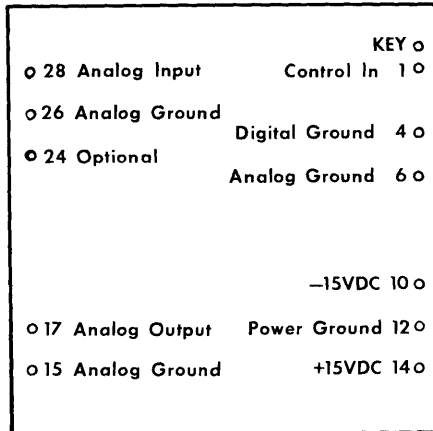 KEY
28 Analog Input
Control In 1
26 Analog Ground
Digital Ground 4
24 Optional
Analog Ground 6
—15VDC 10
17 Analog Output
Power Ground 12
15 Analog Ground
+15VDC 14